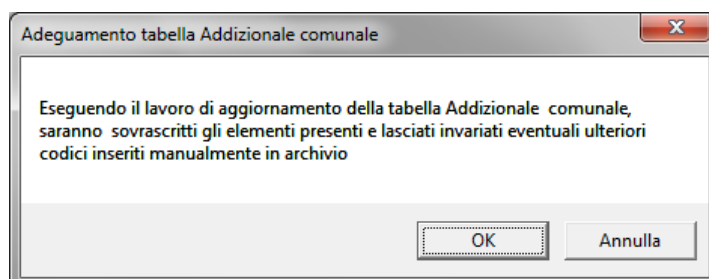 Adeguamento tabella Addizionale comunale
Eseguendo il lavoro di aggiornamento della tabella Addizionale comunale,
saranno sovrascritti gli elementi presenti e lasciati invariati eventuali ulteriori
codici inseriti manualmente in archivio
OK
Annulla